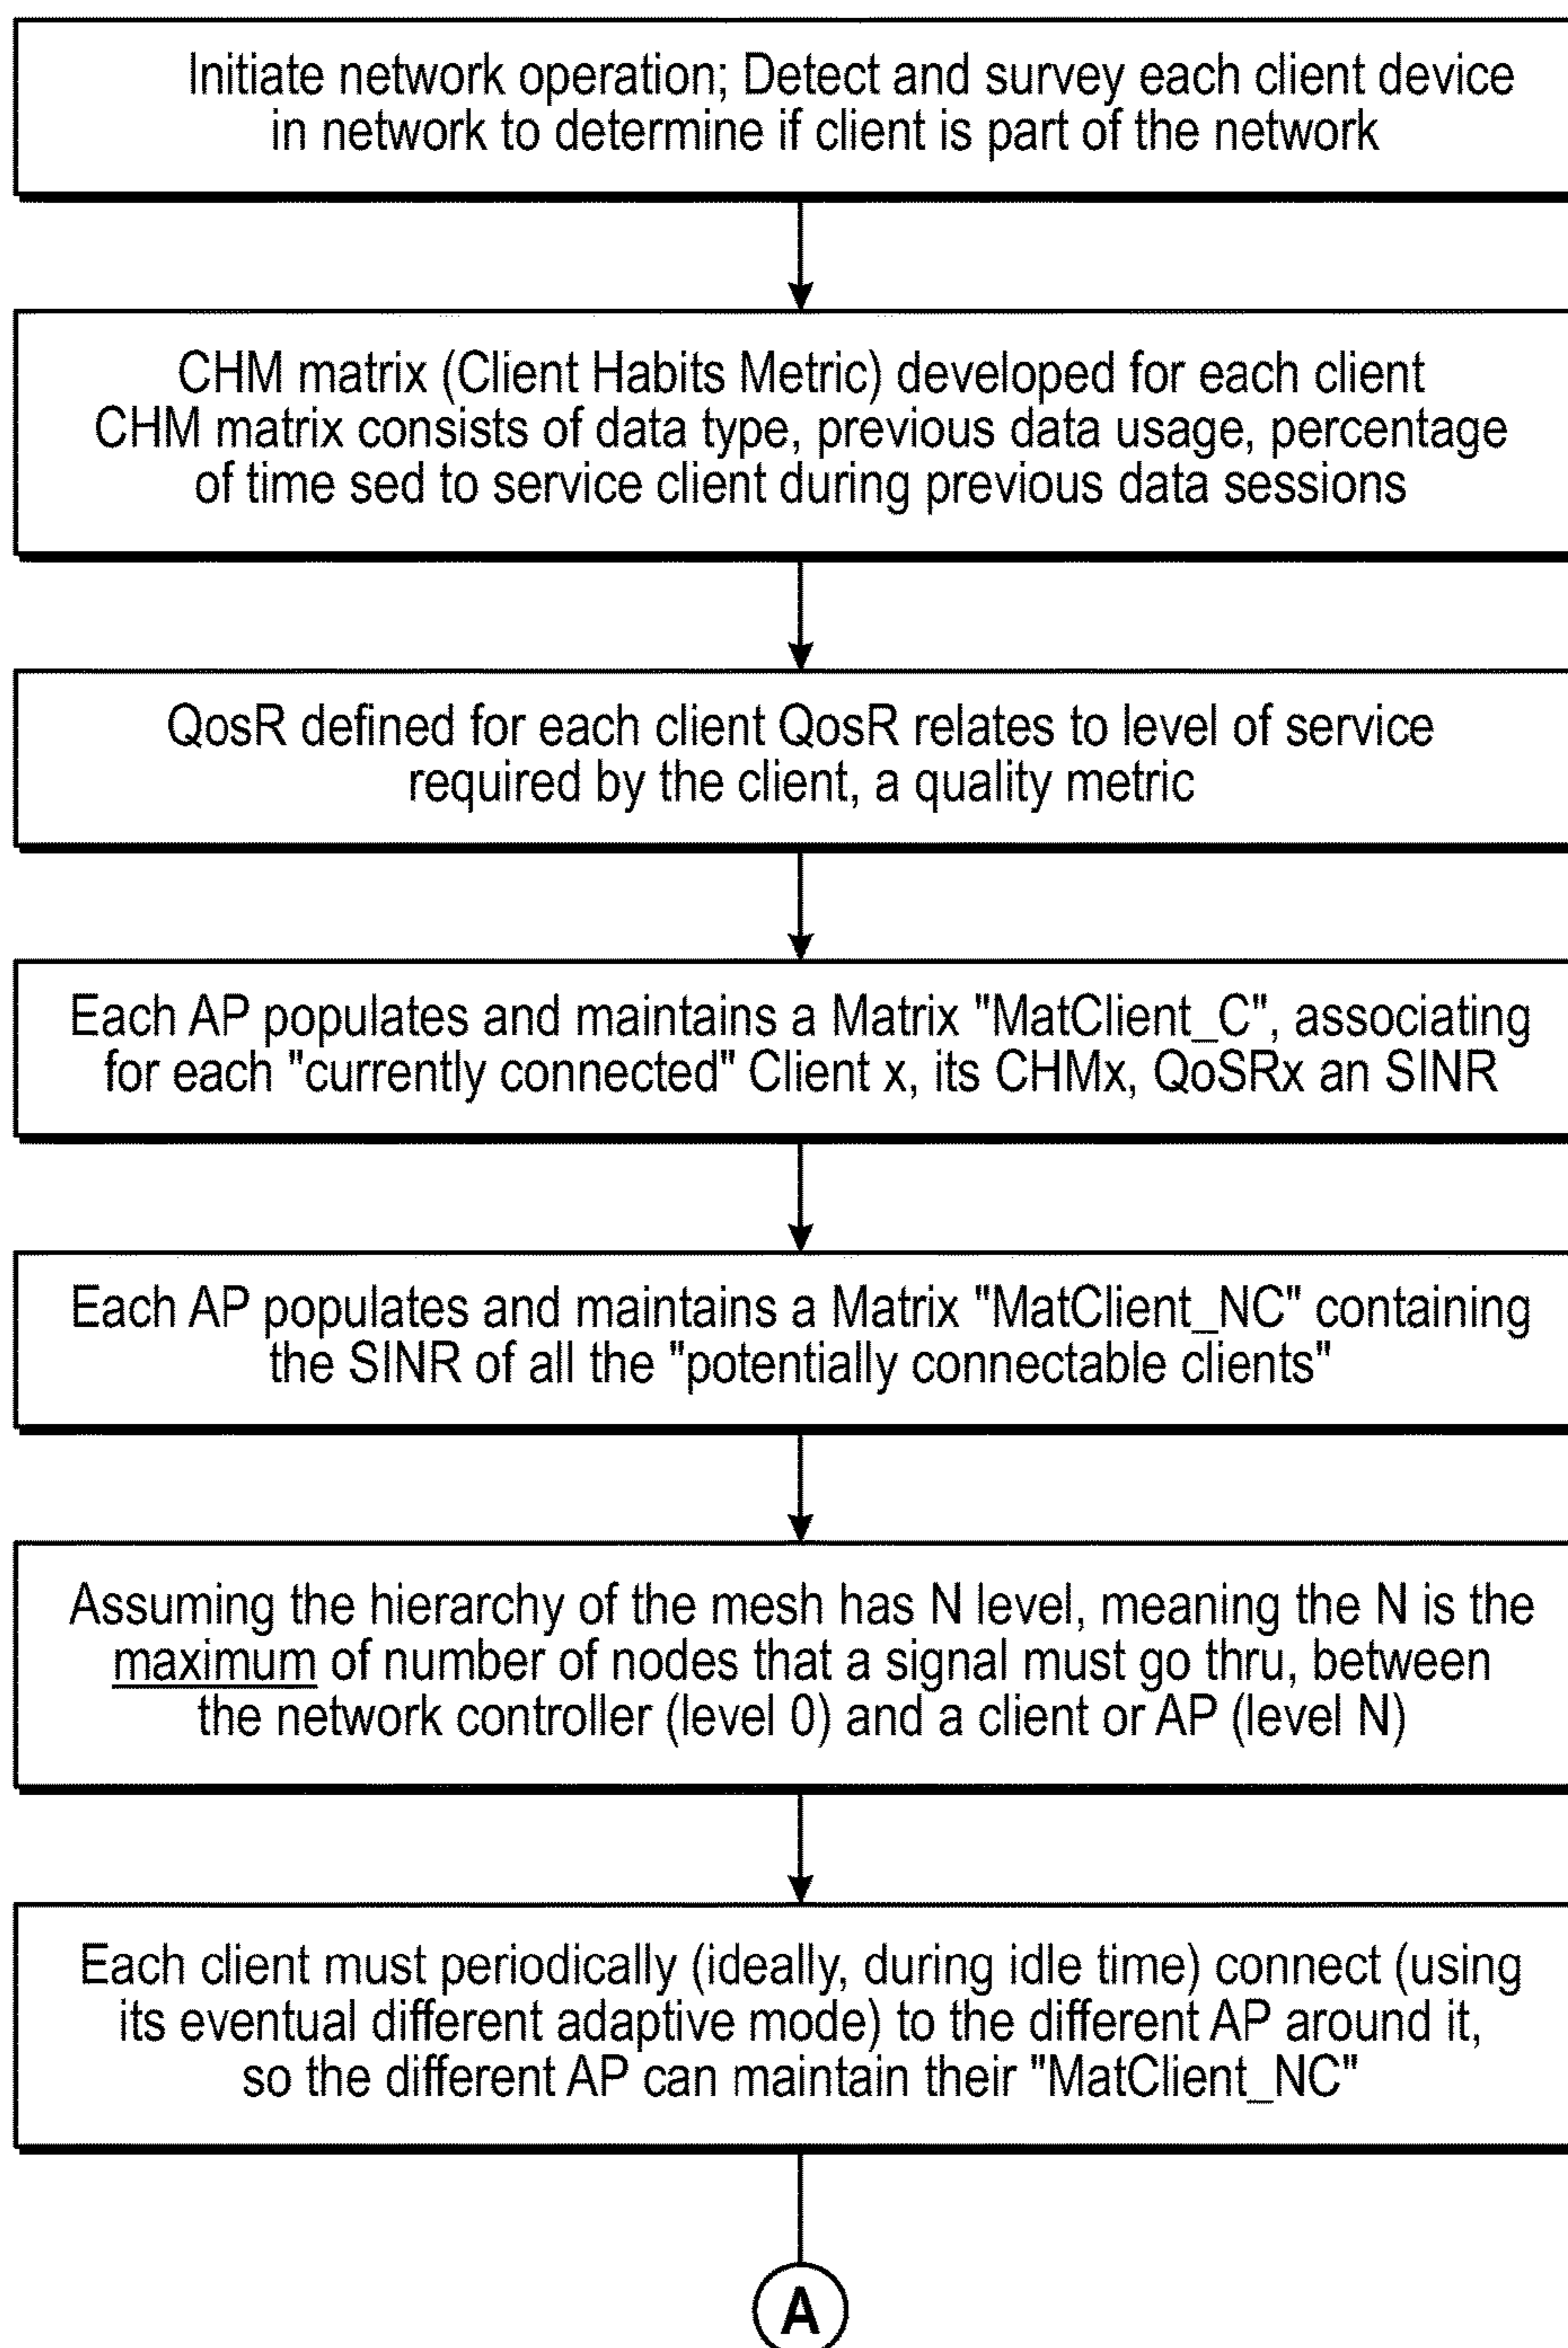 Initiate network operation; Detect and survey each client device
in network to determine if client is part of the network
CHM matrix (Client Habits Metric) developed for each client
CHM matrix consists of data type, previous data usage, percentage
of time sed to service client during previous data sessions
QosR defined for each client QosR relates to level of service
required by the client, a quality metric
Each AP populates and maintains a Matrix "MatClient_C", associating
for each "currently connected" Client x, its CHMx, QoSRx an SINR
Each AP populates and maintains a Matrix "MatClient_NC" containing
the SINR of all the "potentially connectable clients"
Assuming the hierarchy of the mesh has N level, meaning the N is the
maximum of number of nodes that a signal must go thru, between
the network controller (level 0) and a client or AP (level N)
Each client must periodically (ideally, during idle time) connect (using
its eventual different adaptive mode) to the different AP around it,
so the different AP can maintain their "MatClient_NC"
A